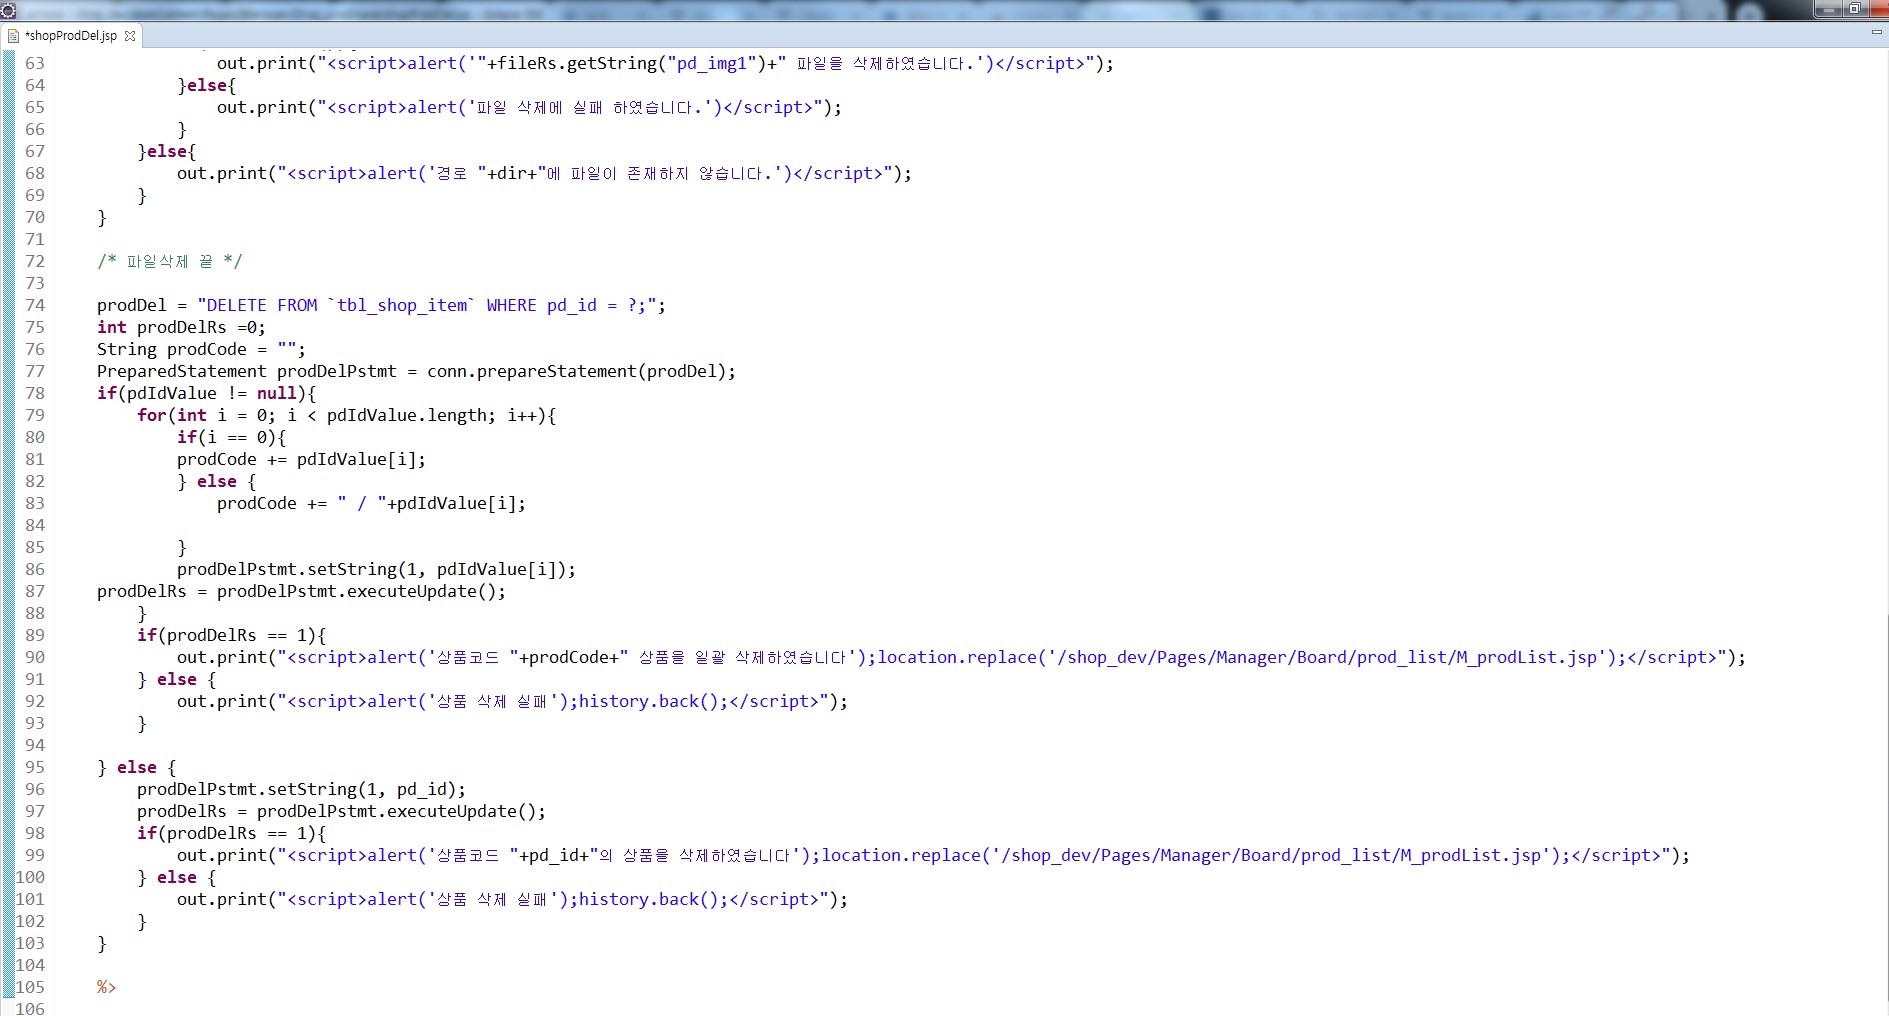 *shopProdDel.jsp
63 out.print("<script>alert('"+fileRs.getString("pd_img1")+" 파일을 삭제하였습니다.')</script>");
64 }else{
65 out.print("<script>alert('파일 삭제에 실패 하였습니다.')</script>");
66 }
67 }else{
68 out.print("<script>alert('경로 "+dir+"에 파일이 존재하지 않습니다.')</script>");
69 }
70 }
71
72 /* 파일삭제 끝 */
73
74 prodDel = "DELETE FROM `tbl_shop_item` WHERE pd_id = ?;";
75 int prodDelRs =0;
76 String prodCode = "";
77 PreparedStatement prodDelPstmt = conn.prepareStatement(prodDel);
78 if(pdIdValue != null){
79 for(int i = 0; i < pdIdValue.length; i++){
80 if(i == 0){
81 prodCode += pdIdValue[i];
82 } else {
83 prodCode += " / "+pdIdValue[i];
84
85 }
86 prodDelPstmt.setString(1, pdIdValue[i]);
87 prodDelRs = prodDelPstmt.executeUpdate();
88 }
89 if(prodDelRs == 1){
90 out.print("<script>alert('상품코드 "+prodCode+" 상품을 일괄 삭제하였습니다');location.replace('/shop_dev/Pages/Manager/Board/prod_list/M_prodList.jsp');</script>");
91 } else {
92 out.print("<script>alert('상품 삭제 실패');history.back();</script>");
93 }
94
95 } else {
96 prodDelPstmt.setString(1, pd_id);
97 prodDelRs = prodDelPstmt.executeUpdate();
98 if(prodDelRs == 1){
99 out.print("<script>alert('상품코드 "+pd_id+"의 상품을 삭제하였습니다');location.replace('/shop_dev/Pages/Manager/Board/prod_list/M_prodList.jsp');</script>");
100 } else {
101 out.print("<script>alert('상품 삭제 실패');history.back();</script>");
102 }
103 }
104
105 %>
106